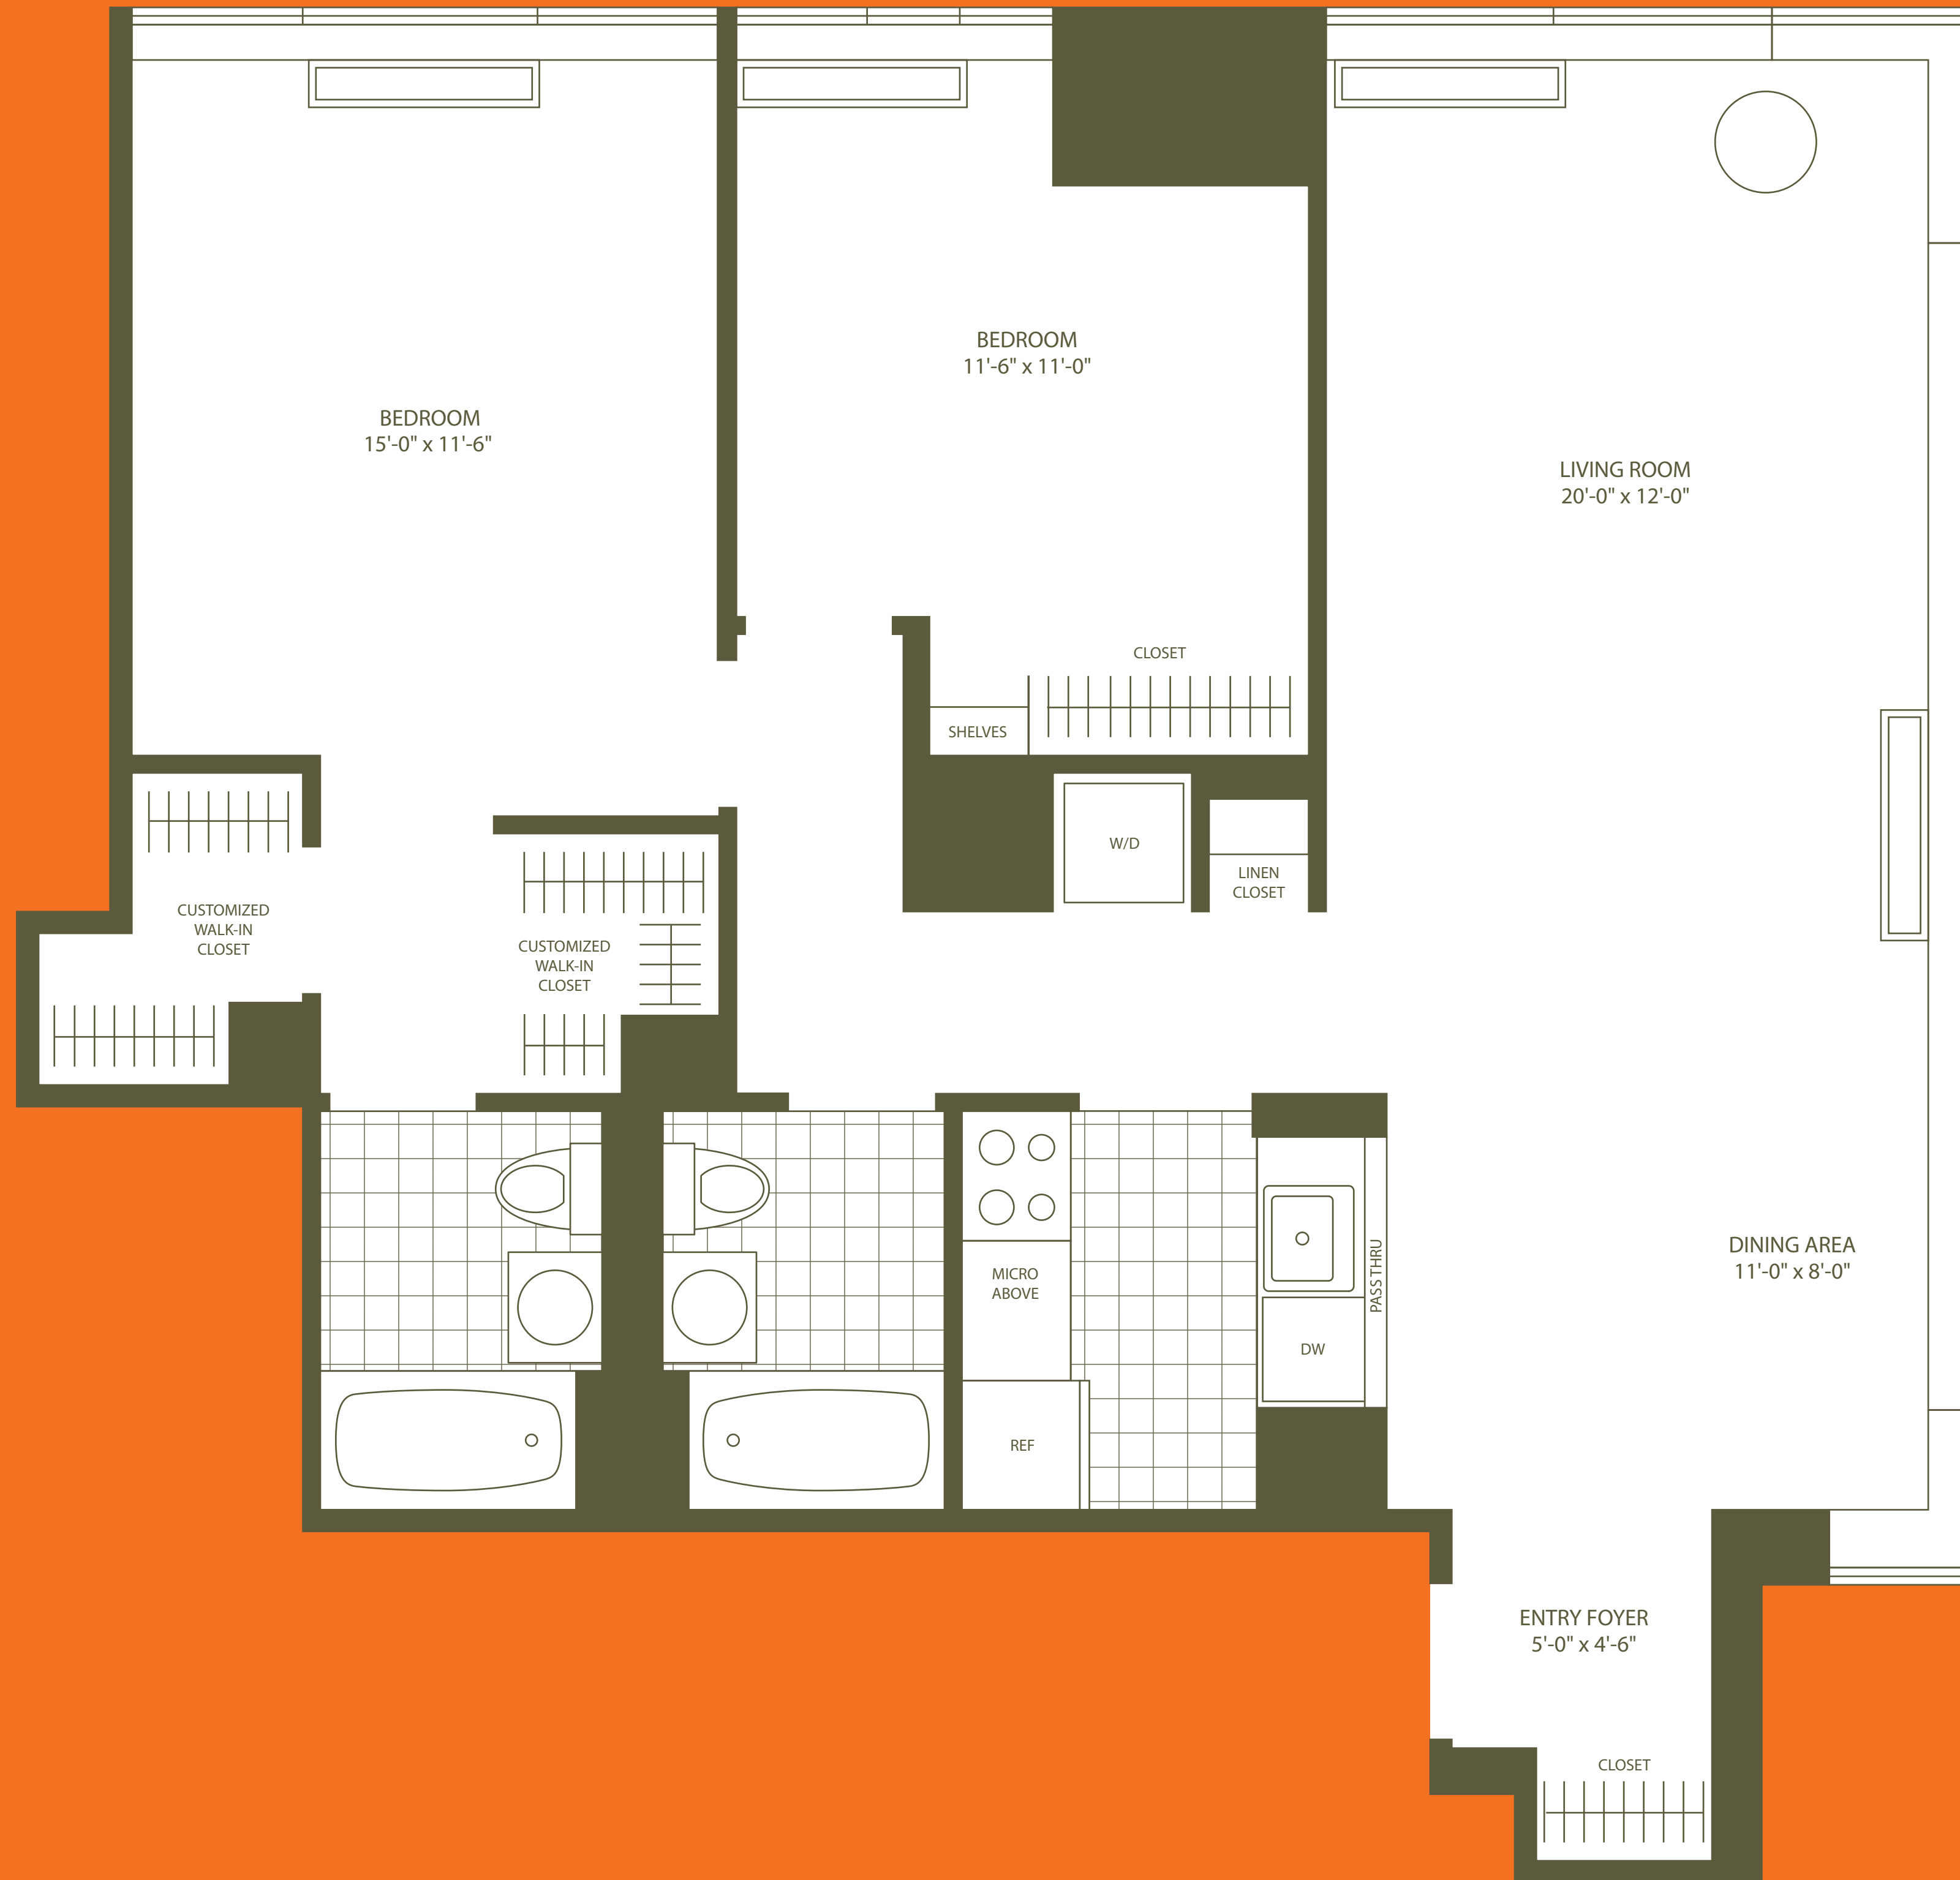 BEDROOM
11'-6" x 11'-0"
BEDROOM
15'-0" x 11'-6"
LIVING ROOM
20'-0" x 12'-0"
CLOSET
SHELVES
W/D
LINEN
CLOSET
CUSTOMIZED
WALK-IN
CLOSET
CUSTOMIZED
WALK-IN
CLOSET
MICRO
ABOVE
PASS THRU
DINING AREA
11'-0" x 8'-0"
DW
REF
ENTRY FOYER
5'-0" x 4'-6"
CLOSET